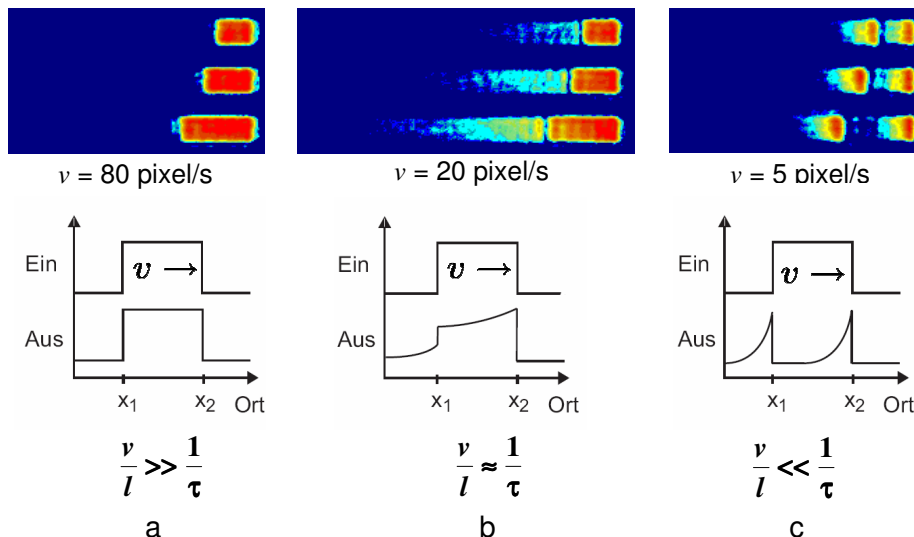 v = 80 pixel/s
v = 20 pixel/s
v = 5 pixel/s
Ein
v →
Aus
x₁ x₂ Ort
Ein
v →
Aus
x₁ x₂ Ort
Ein
v →
Aus
x₁ x₂ Ort
v/l >> 1/τ
v/l ≈ 1/τ
v/l << 1/τ
a
b
c